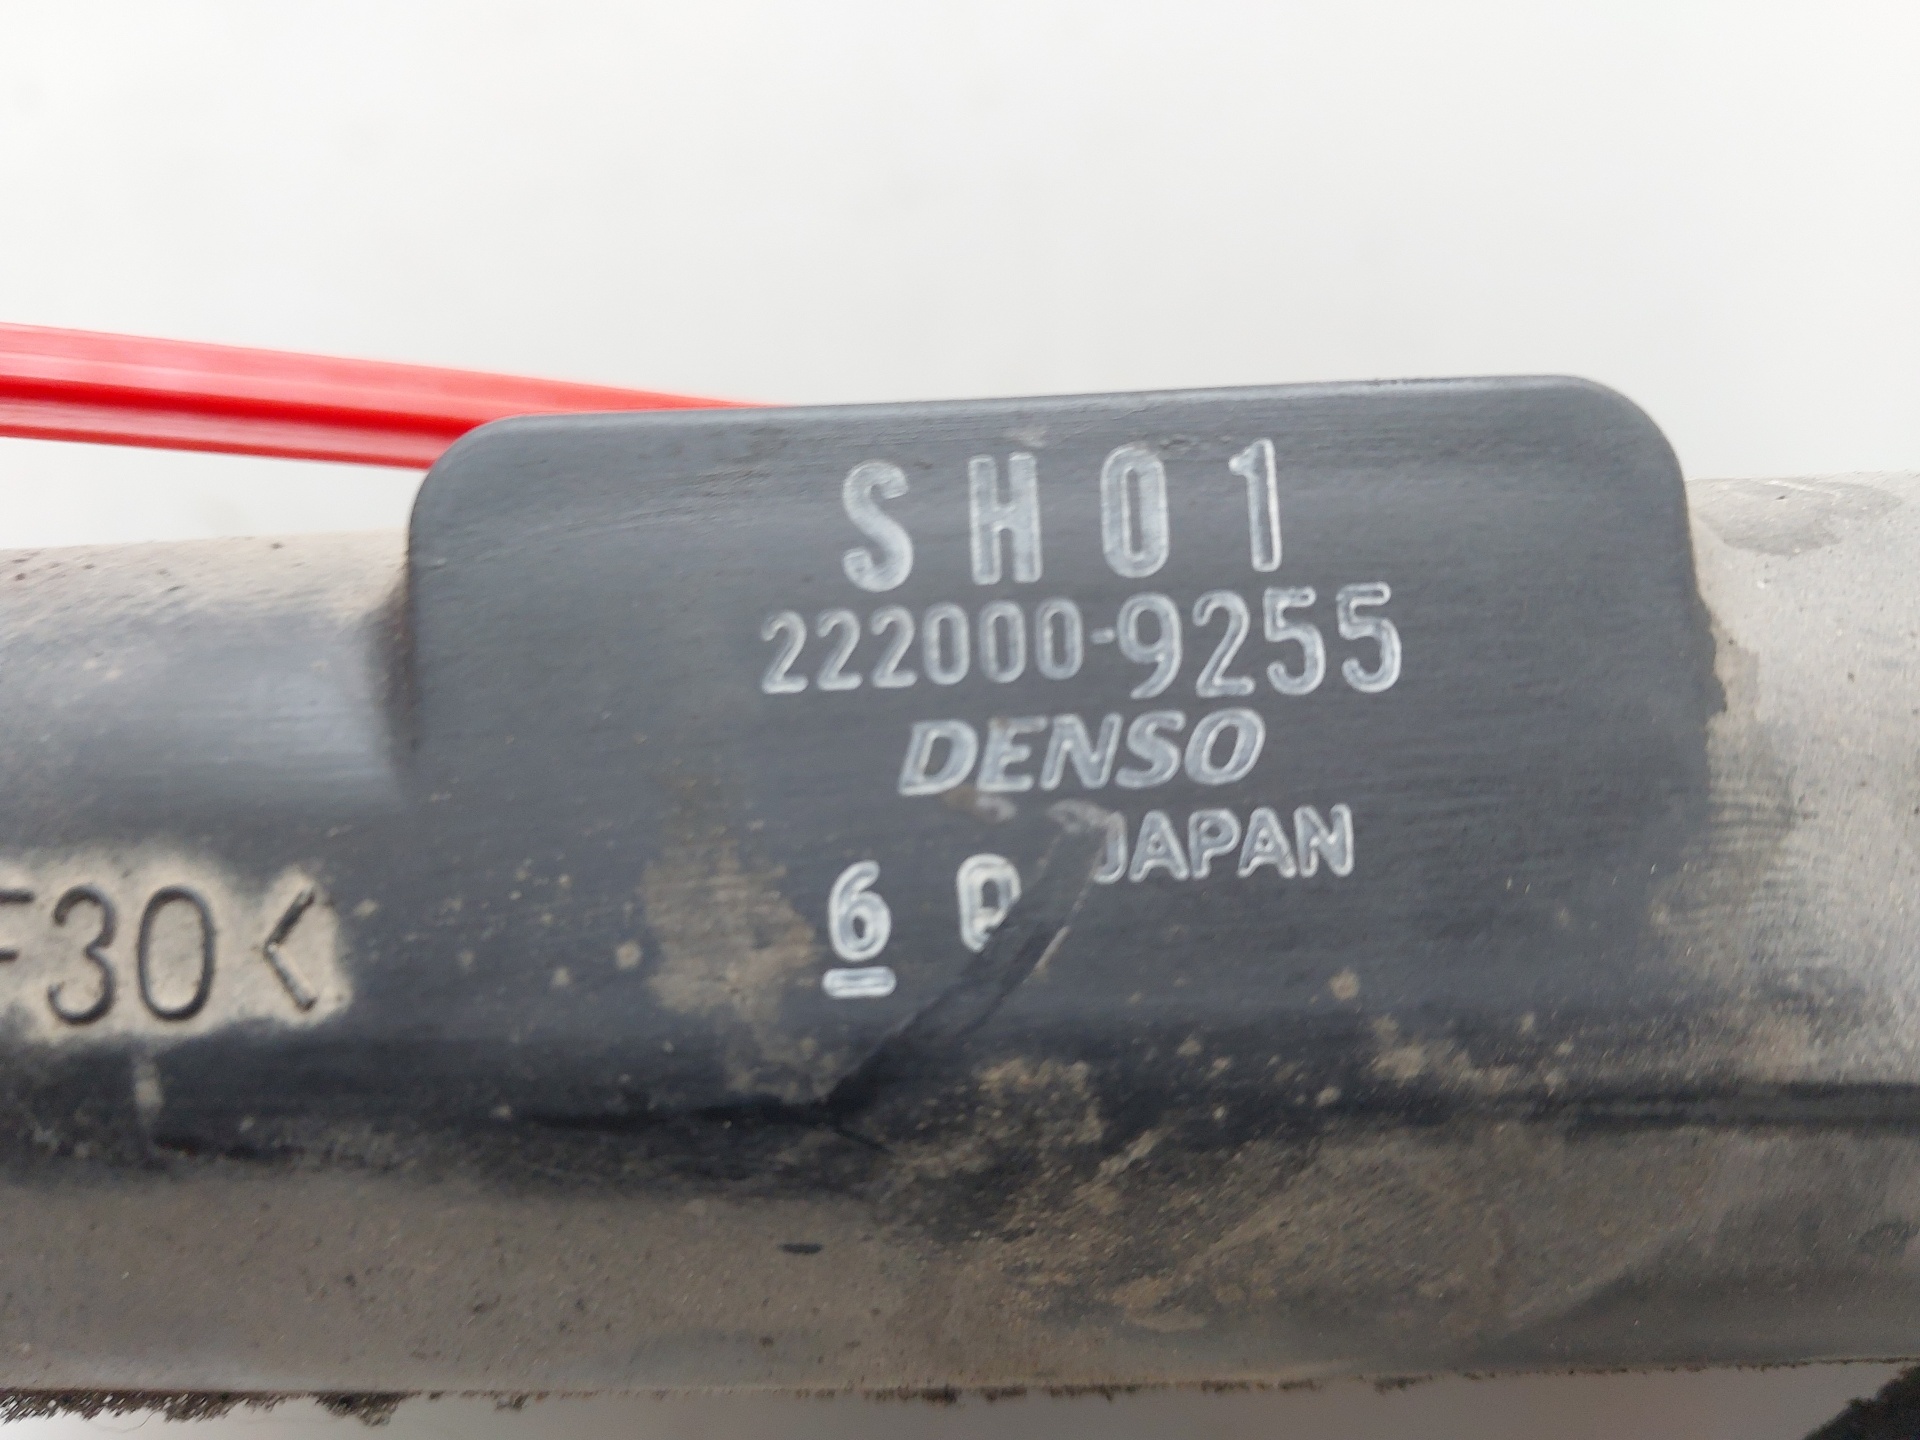 SH01
222000-9255
DENSO
JAPAN
6
F30<